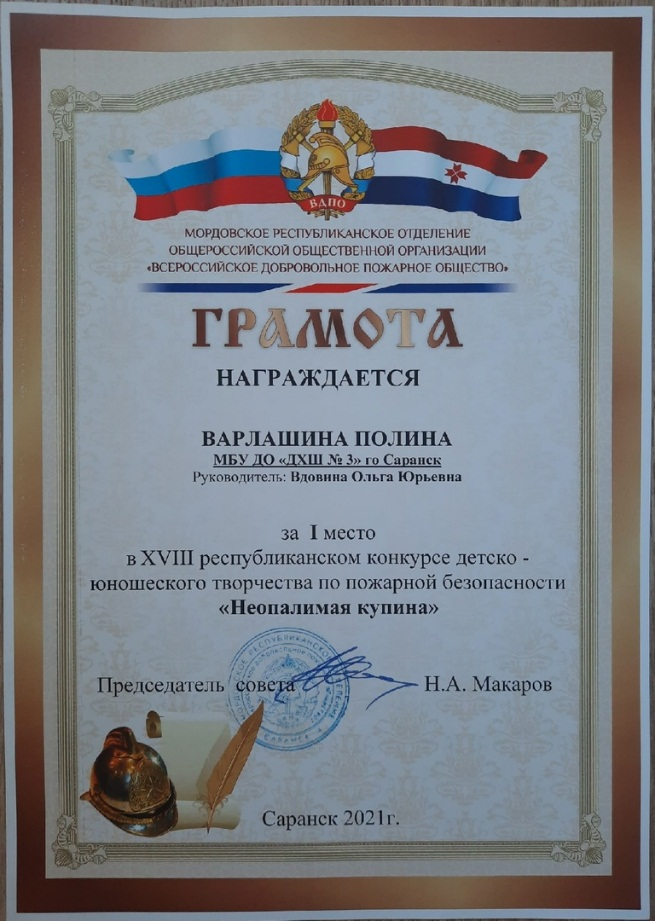 ВДПО
МОРДОВСКОЕ РЕСПУБЛИКАНСКОЕ ОТДЕЛЕНИЕ
ОБЩЕРОССИЙСКОЙ ОБЩЕСТВЕННОЙ ОРГАНИЗАЦИИ
«ВСЕРОССИЙСКОЕ ДОБРОВОЛЬНОЕ ПОЖАРНОЕ ОБЩЕСТВО»
ГРАМОТА
НАГРАЖДАЕТСЯ
ВАРЛАШИНА ПОЛИНА
МБУ ДО «ДХШ № 3» го Саранск
Руководитель: Вдовина Ольга Юрьевна
за I место
в XVIII республиканском конкурсе детско -
юношеского творчества по пожарной безопасности
«Неопалимая купина»
Председатель совета Н.А. Макаров
Саранск 2021г.